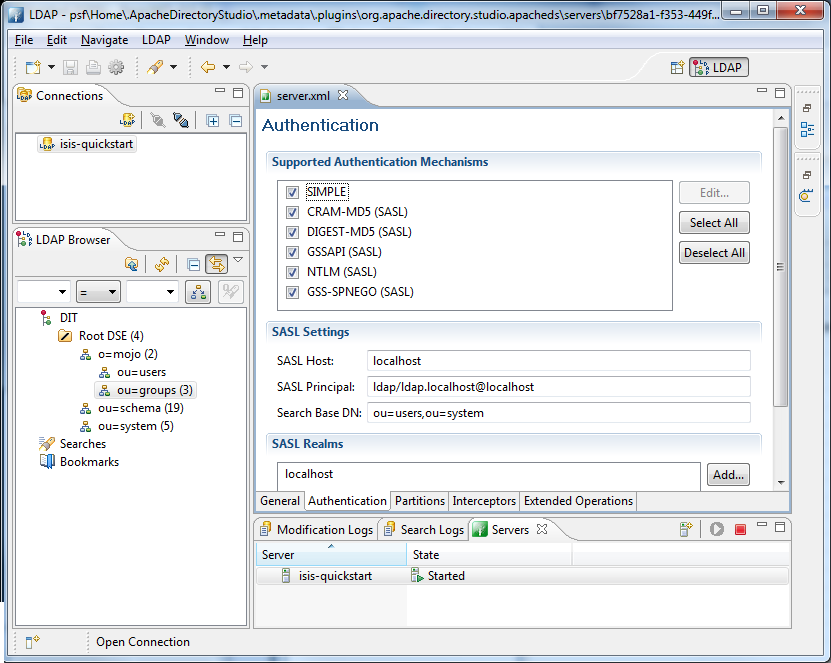 LDAP - psf\Home\.ApacheDirectoryStudio\.metadata\.plugins\org.apache.directory.studio.apacheds\servers\bf7528a1-f353-449f...
File Edit Navigate LDAP Window Help
LDAP
Connections
LDAP
isis-quickstart
LDAP Browser
=
DIT
Root DSE (4)
o=mojo (2)
ou=users
ou=groups (3)
ou=schema (19)
ou=system (5)
Searches
Bookmarks
server.xml
Authentication
Supported Authentication Mechanisms
SIMPLE
CRAM-MD5 (SASL)
DIGEST-MD5 (SASL)
GSSAPI (SASL)
NTLM (SASL)
GSS-SPNEGO (SASL)
Edit...
Select All
Deselect All
SASL Settings
SASL Host: localhost
SASL Principal: ldap/ldap.localhost@localhost
Search Base DN: ou=users,ou=system
SASL Realms
localhost
Add...
General Authentication Partitions Interceptors Extended Operations
Modification Logs Search Logs Servers
Server State
isis-quickstart Started
Open Connection